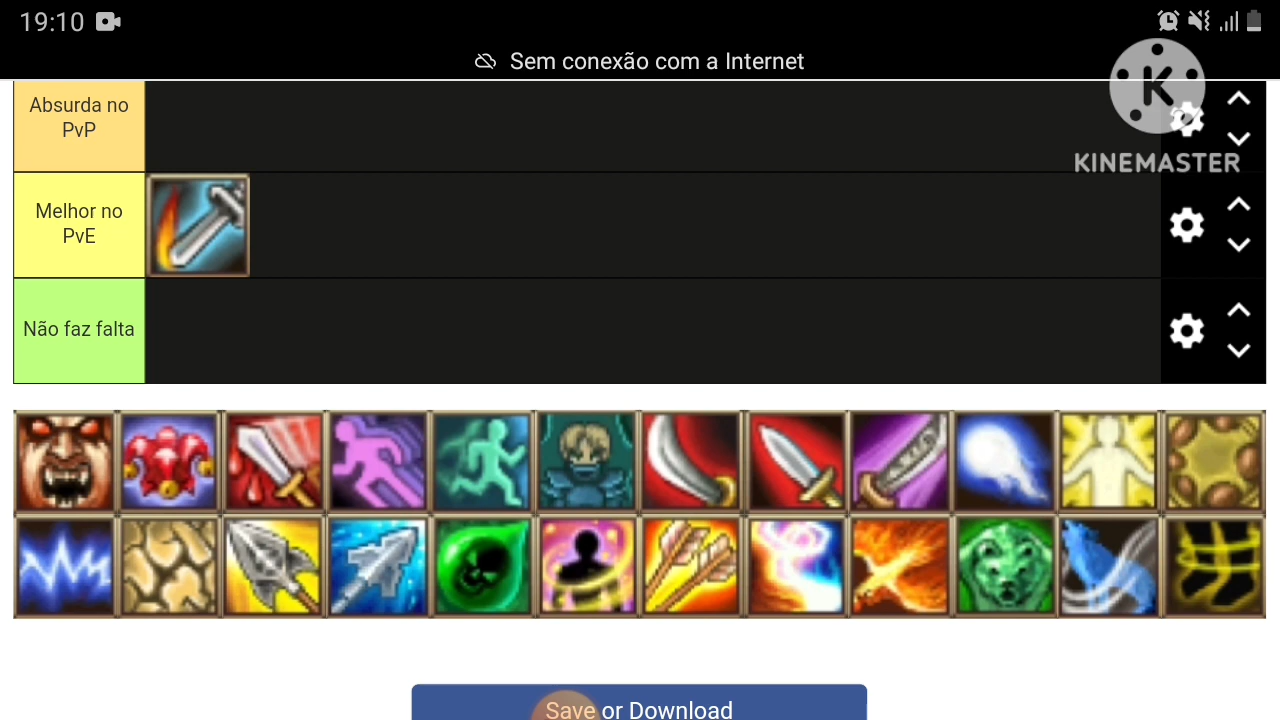 19:10
Sem conexão com a Internet
Absurda no
PvP
K
KINEMASTER
Melhor no
PvE
Não faz falta
Save or Download